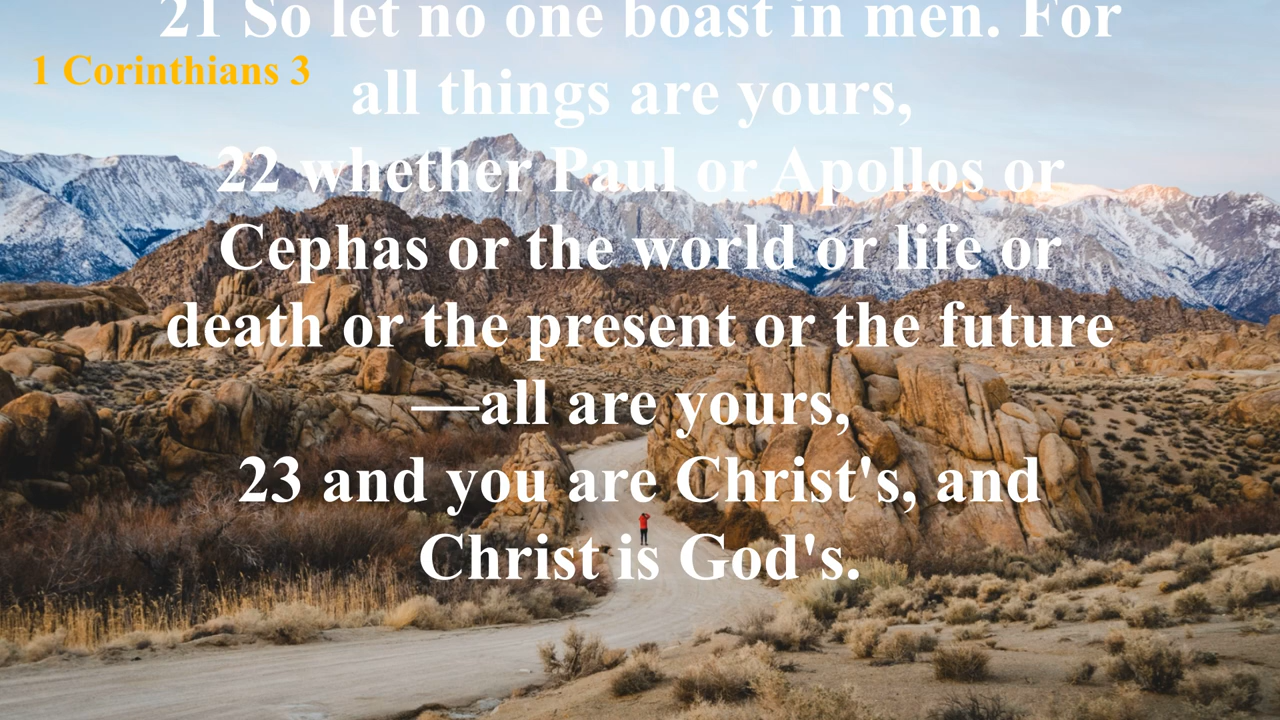 21 So let no one boast in men. For
1 Corinthians 3
all things are yours,
22 whether Paul or Apollos or
Cephas or the world or life or
death or the present or the future
—all are yours,
23 and you are Christ's, and
Christ is God's.